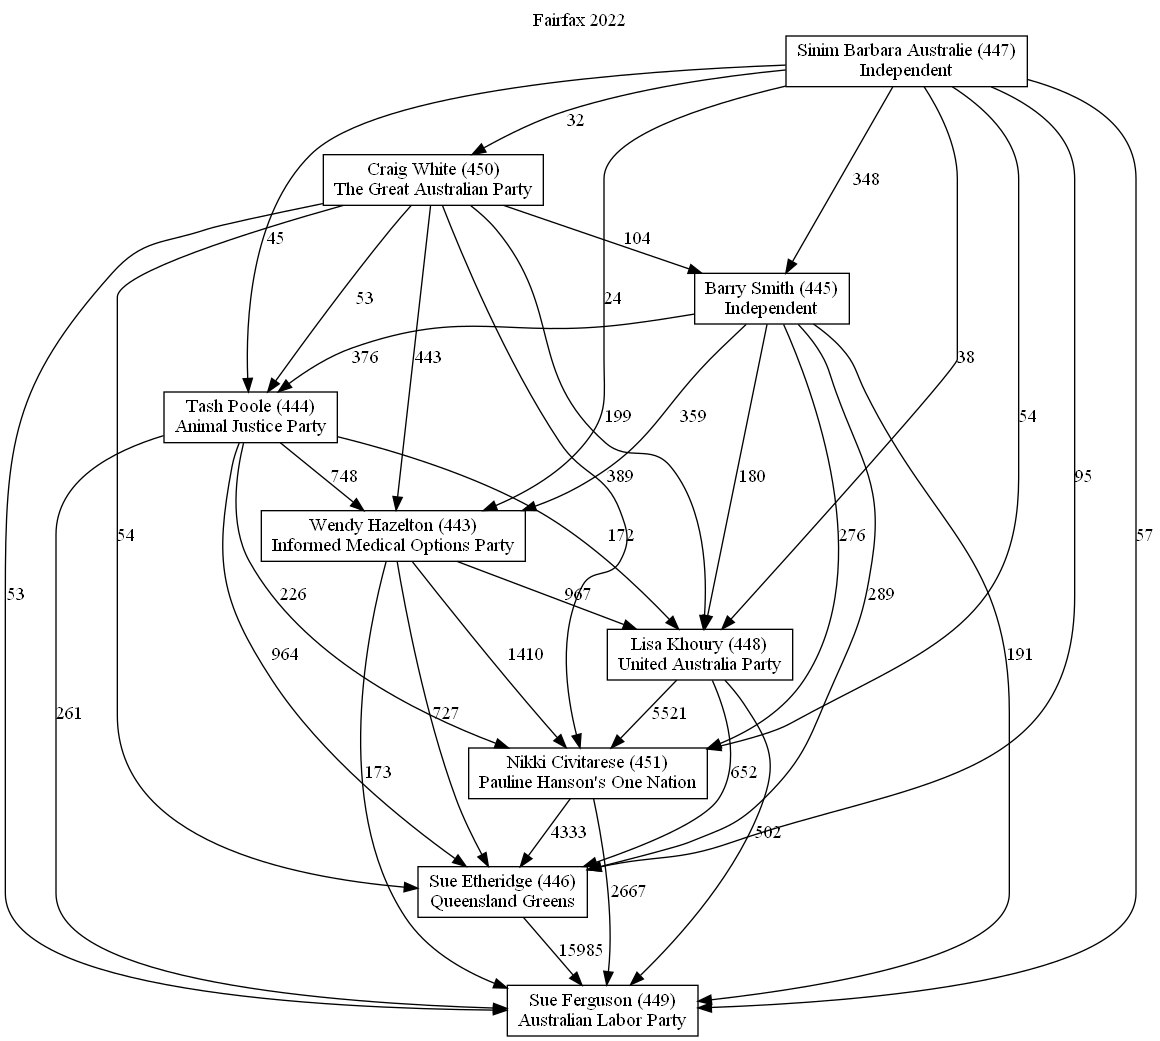 Fairfax 2022
Sinim Barbara Australie (447)
Independent
32
Craig White (450)
The Great Australian Party
348
45
104
53
24
Barry Smith (445)
Independent
376
443
38
Tash Poole (444)
Animal Justice Party
199
359
54
748
389
180
95
Wendy Hazelton (443)
Informed Medical Options Party
54
172
276
57
53
226
967
289
Lisa Khoury (448)
United Australia Party
964
1410
191
261
727
5521
Nikki Civitarese (451)
Pauline Hanson's One Nation
173
652
4333
502
Sue Etheridge (446)
Queensland Greens
2667
15985
Sue Ferguson (449)
Australian Labor Party